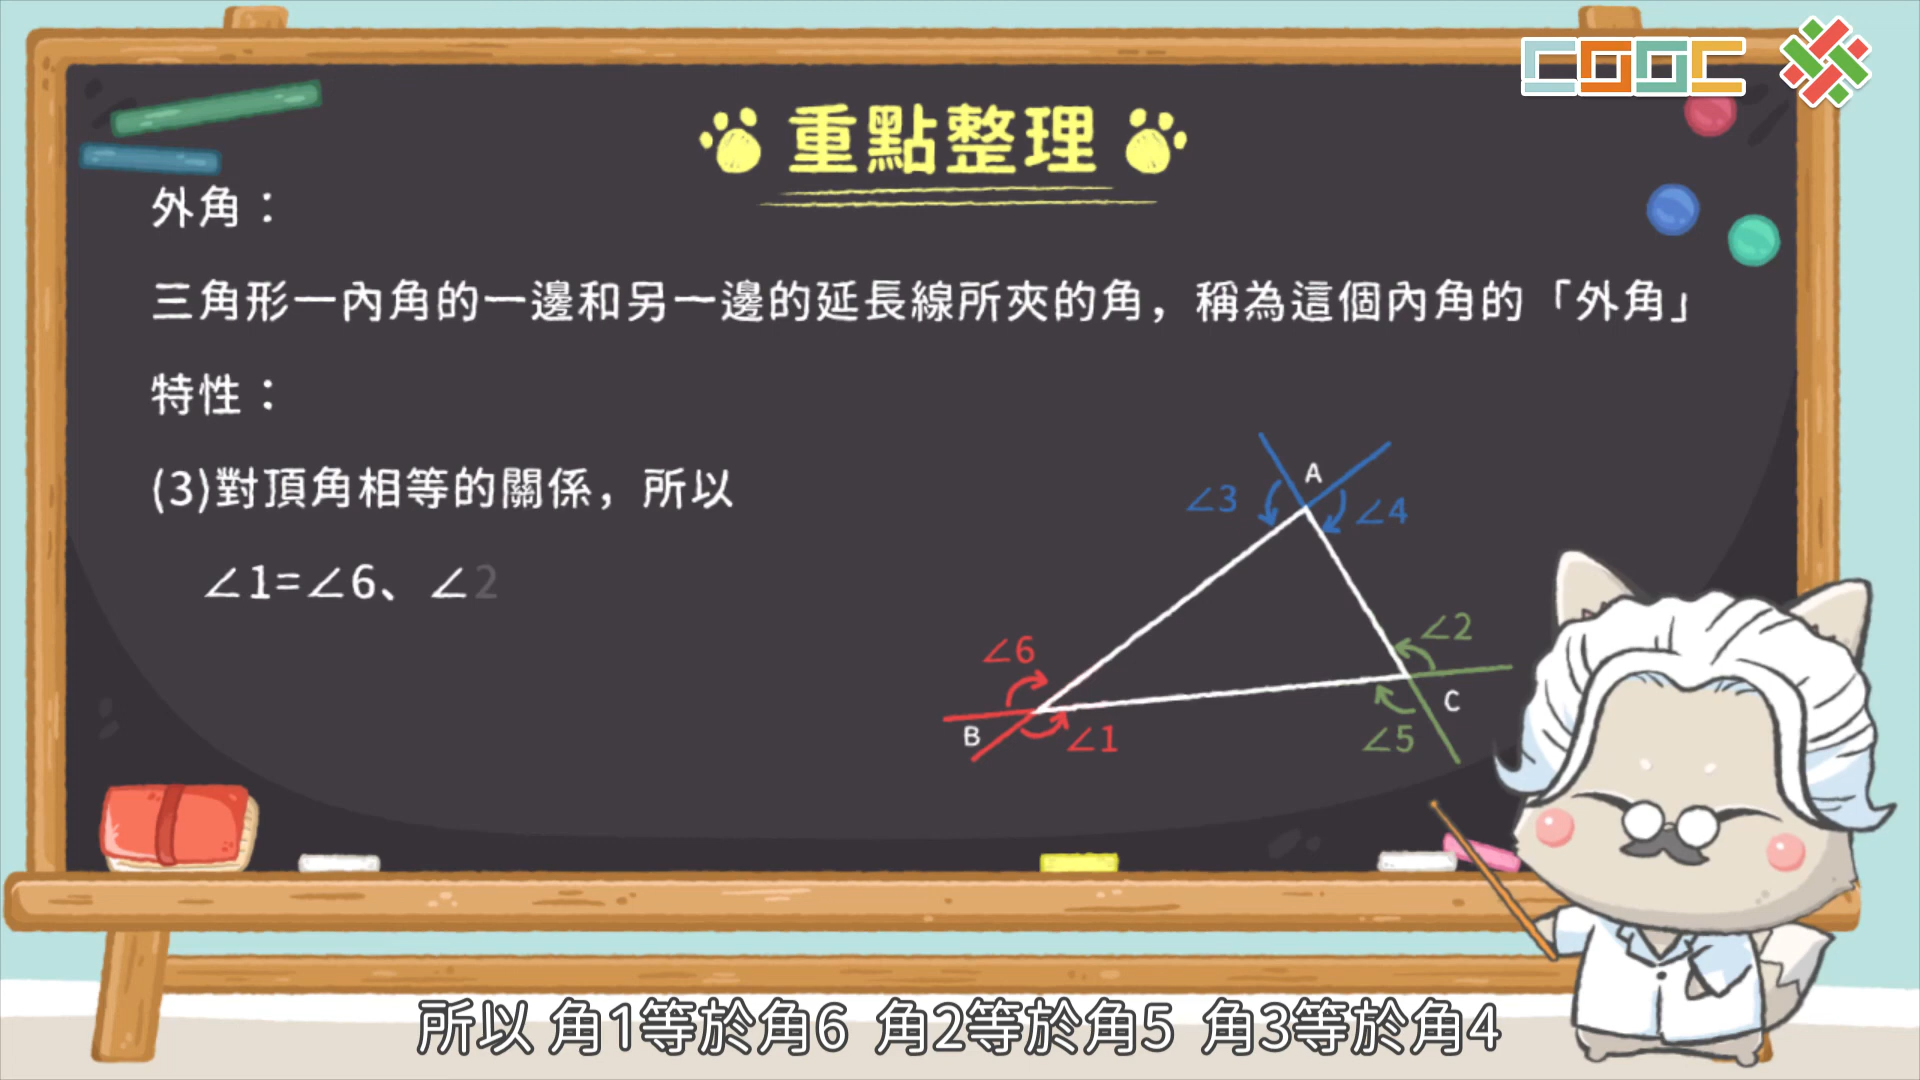 COOC
重點整理
外角：
三角形一內角的一邊和另一邊的延長線所夾的角，稱為這個內角的「外角」
特性：
(3)對頂角相等的關係，所以
∠1=∠6、∠2
A
∠3
∠4
∠2
∠6
C
B
∠1
∠5
所以 角1等於角6 角2等於角5 角3等於角4